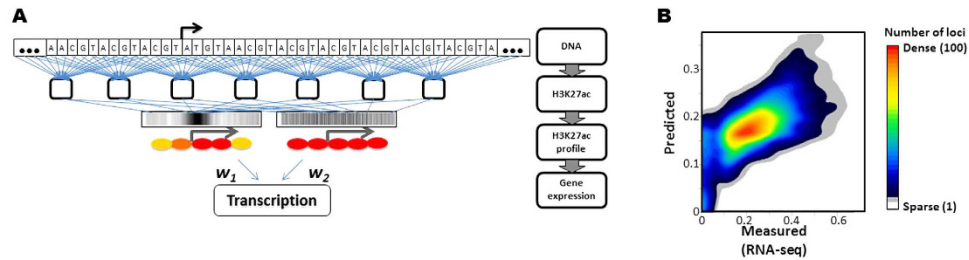 A
●●● A A C G T A C G T A C G T A T G T A A C G T A C G T A C G T A C G T A C G T A C G T A ●●●
w1 w2
Transcription
DNA
H3K27ac
H3K27ac
profile
Gene
expression
B
Number of loci
Dense (100)
Sparse (1)
Predicted
0.3
0.2
0.1
0
0 0.2 0.4 0.6
Measured
(RNA-seq)